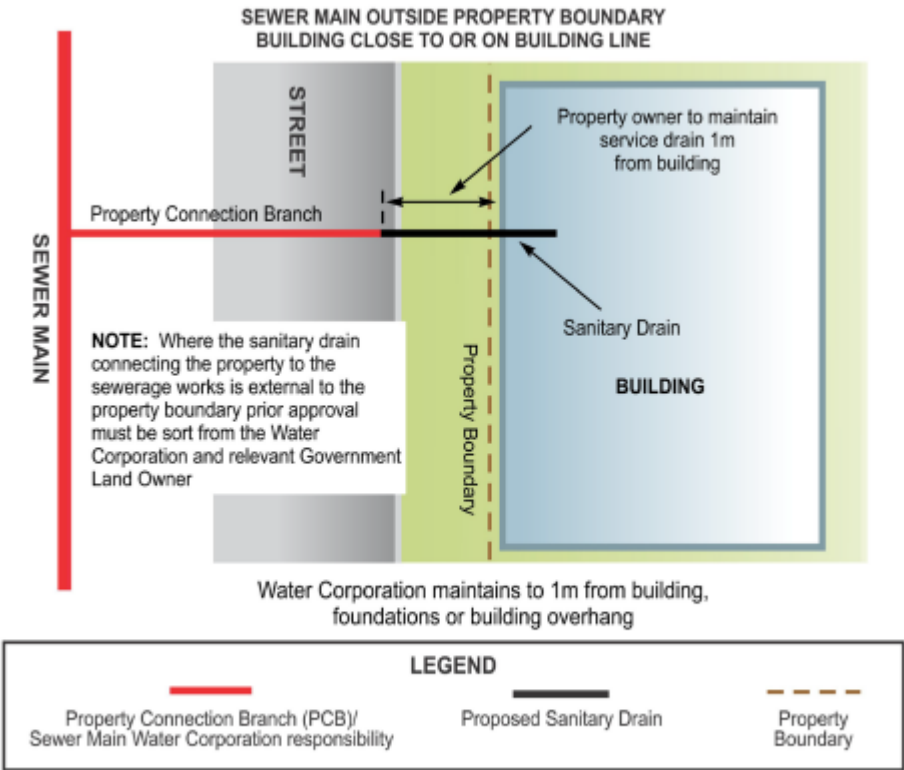 SEWER MAIN OUTSIDE PROPERTY BOUNDARY
BUILDING CLOSE TO OR ON BUILDING LINE
STREET
Property owner to maintain
service drain 1m
from building
Property Connection Branch
SEWER MAIN
Sanitary Drain
NOTE: Where the sanitary drain
connecting the property to the
sewerage works is external to the
property boundary prior approval
must be sort from the Water
Corporation and relevant Government
Land Owner
Property Boundary
BUILDING
Water Corporation maintains to 1m from building,
foundations or building overhang
LEGEND
Property Connection Branch (PCB)/
Sewer Main Water Corporation responsibility
Proposed Sanitary Drain
Property
Boundary